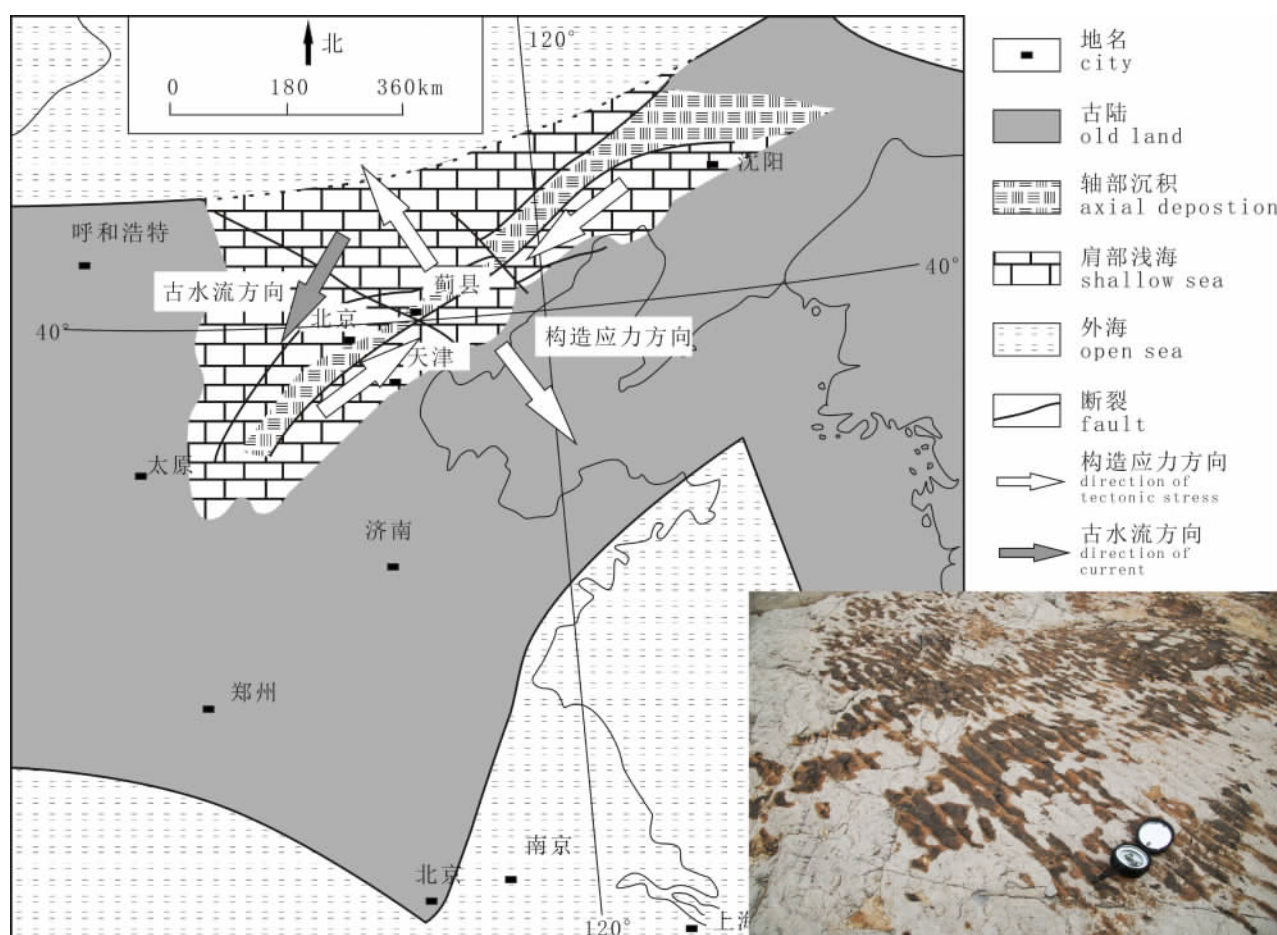 北
0 180 360km
120°
沈阳
呼和浩特
蓟县
40°
古水流方向
北京
40°
构造应力方向
天津
太原
济南
郑州
南京
北京
120°
地名
city
古陆
old land
轴部沉积
axial depostion
肩部浅海
shallow sea
外海
open sea
断裂
fault
构造应力方向
direction of
tectonic stress
古水流方向
direction of
current